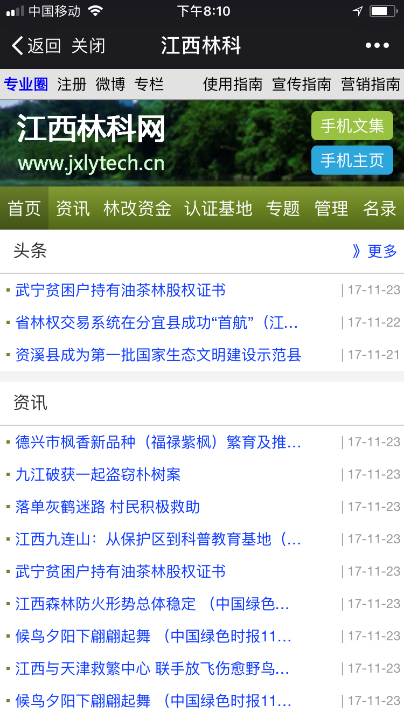 中国移动 下午8:10
返回 关闭 江西林科 •••
专业圈 注册 微博 专栏 使用指南 宣传指南 营销指南
江西林科网 手机文集
www.jxlytech.cn 手机主页
首页 资讯 林改资金 认证基地 专题 管理 名录
头条 》更多
武宁贫困户持有油茶林股权证书 | 17-11-23
省林权交易系统在分宜县成功“首航”（江... | 17-11-22
资溪县成为第一批国家生态文明建设示范县 | 17-11-21
资讯
德兴市枫香新品种（福禄紫枫）繁育及推... | 17-11-23
九江破获一起盗窃朴树案 | 17-11-23
落单灰鹤迷路 村民积极救助 | 17-11-23
江西九连山：从保护区到科普教育基地（... | 17-11-23
武宁贫困户持有油茶林股权证书 | 17-11-23
江西森林防火形势总体稳定 （中国绿色... | 17-11-23
候鸟夕阳下翩翩起舞 （中国绿色时报11... | 17-11-23
江西与天津救繁中心 联手放飞伤愈野鸟... | 17-11-23
候鸟夕阳下翩翩起舞 （中国绿色时报11... | 17-11-23